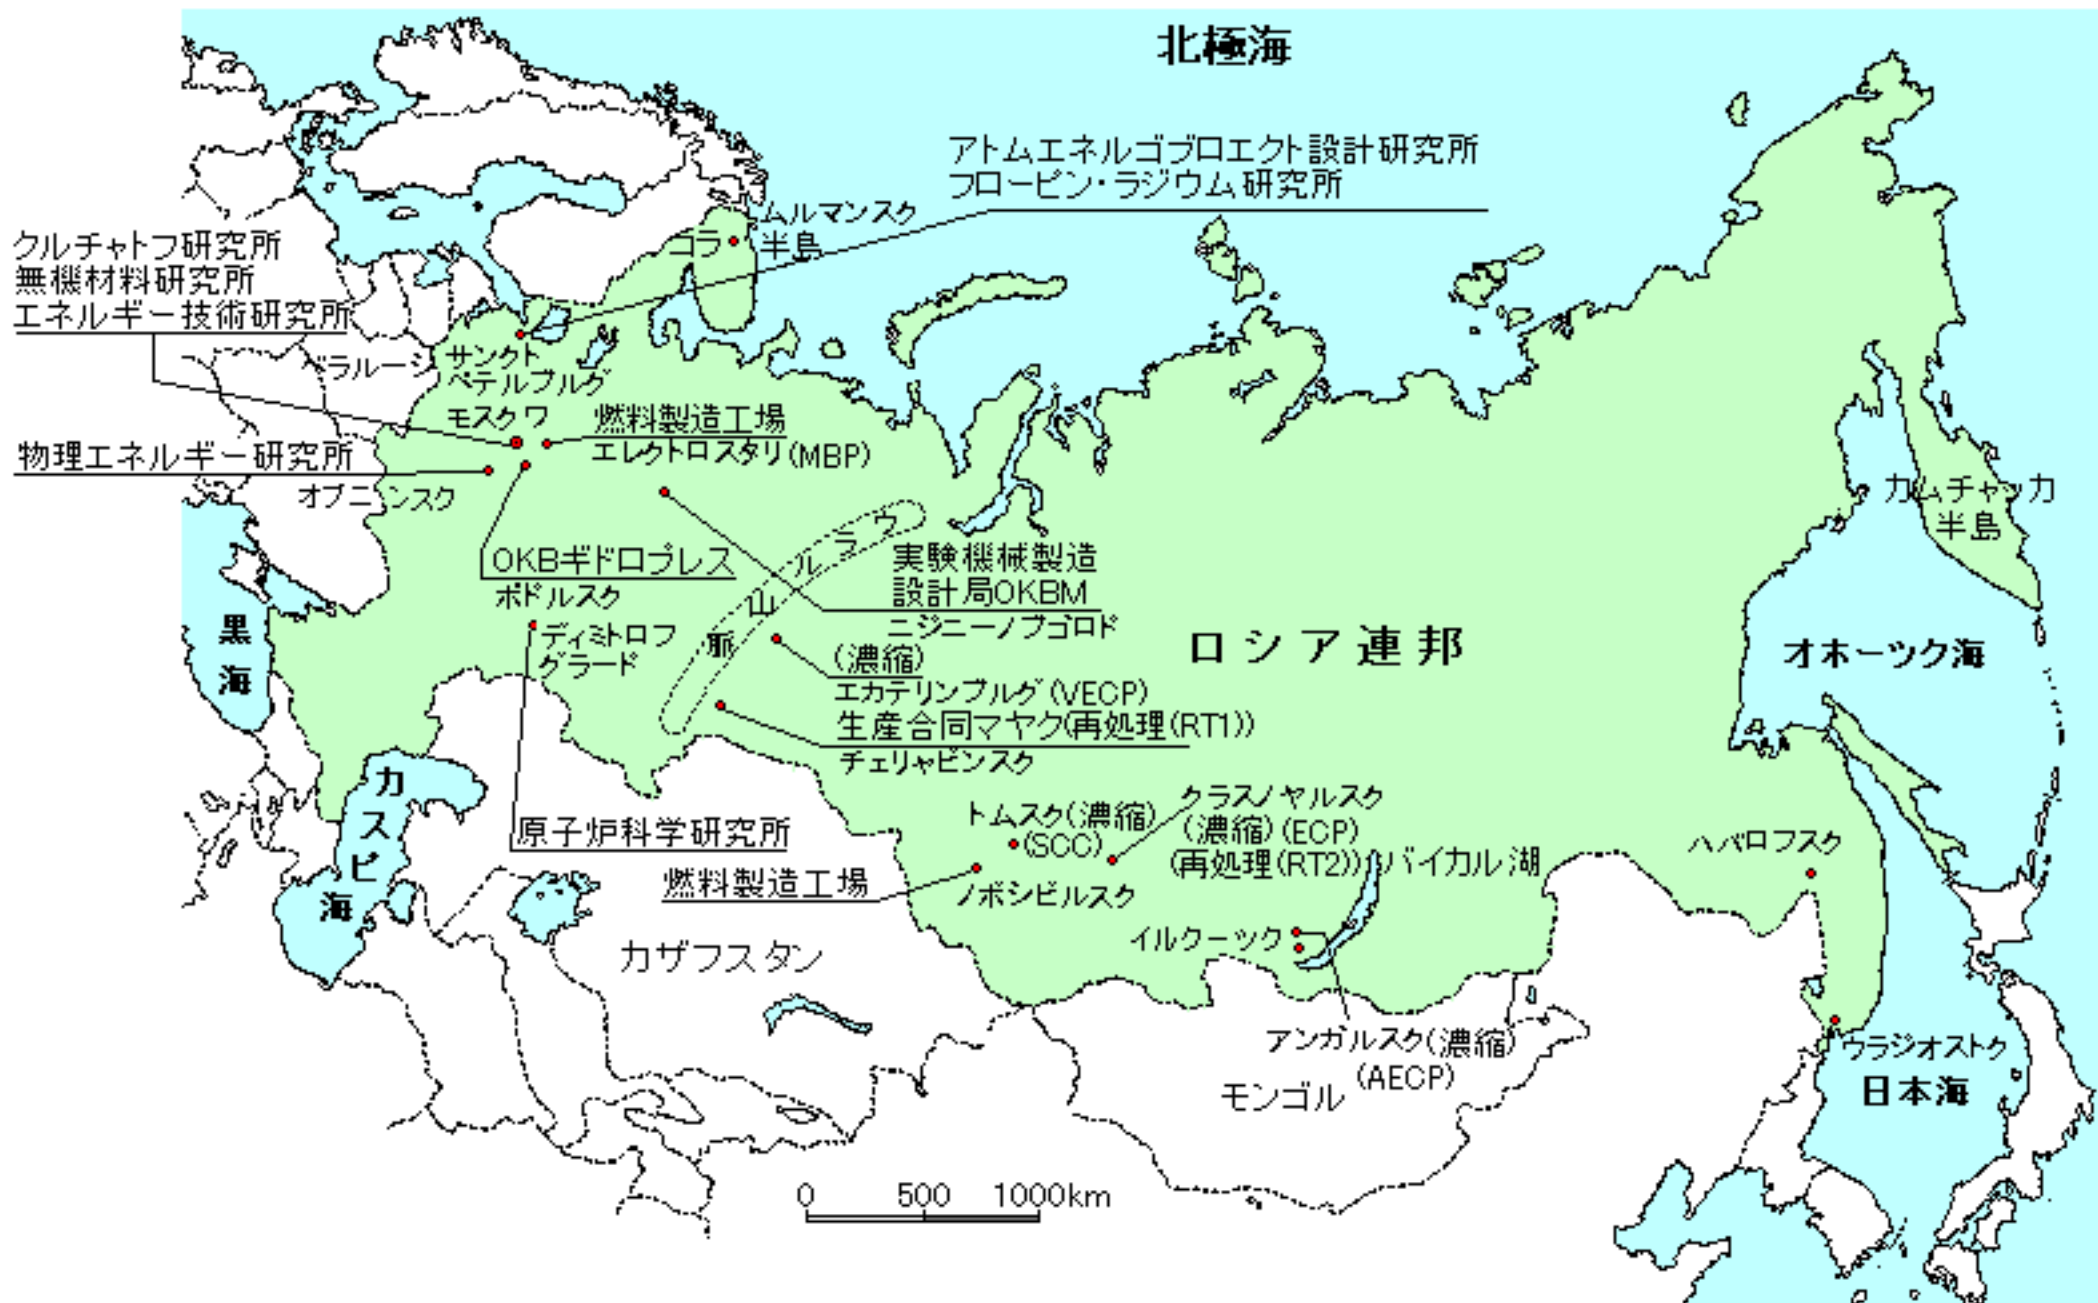 北極海
アトムエネルゴプロエクト設計研究所
フローピン・ラジウム研究所
ムルマンスク
コラ
半島
クルチャトフ研究所
無機材料研究所
エネルギー技術研究所
ベラルーシ
サンクト
ペテルブルグ
モスクワ
燃料製造工場
エレクトロスタリ(MBP)
物理エネルギー研究所
オブニンスク
カムチャッカ
半島
ウラル山脈
OKBギドロプレス
ポドルスク
実験機械製造
設計局OKBM
ニジニーノブゴロド
ディミトロフ
グラード
黒海
ロシア連邦
オホーツク海
(濃縮)
エカテリンブルグ(VECP)
生産合同マヤク(再処理(RT1))
チェリャビンスク
カスピ海
原子炉科学研究所
トムスク(濃縮)
(SCC)
クラスノヤルスク
(濃縮)(ECP)
(再処理(RT2))
バイカル湖
ハバロフスク
燃料製造工場
ノボシビルスク
イルクーツク
カザフスタン
アンガルスク(濃縮)
(AECP)
モンゴル
ウラジオストク
日本海
0 500 1000km